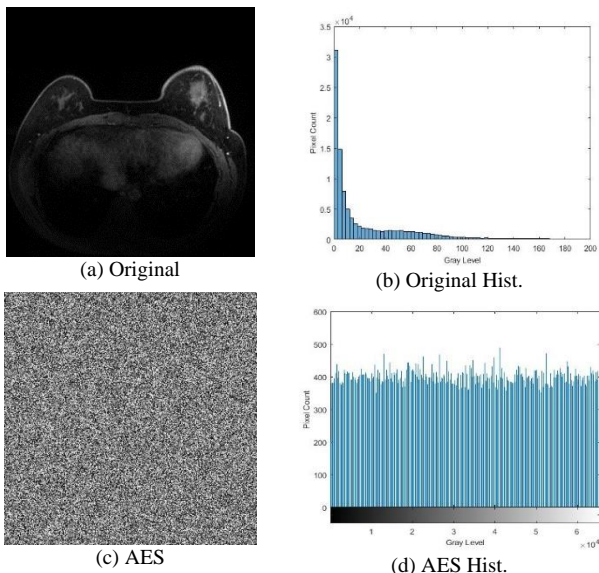 ×10⁴
3.5
3
2.5
2
1.5
1
0.5
0
Pixel Count
0 20 40 60 80 100 120 140 160 180 200
Gray Level
(a) Original
(b) Original Hist.
600
500
400
300
200
100
0
Pixel Count
1 2 3 4 5 6
Gray Level
×10⁴
(c) AES
(d) AES Hist.